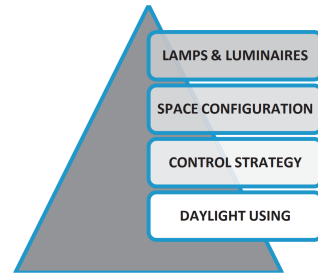 LAMPS & LUMINAIRES
SPACE CONFIGURATION
CONTROL STRATEGY
DAYLIGHT USING